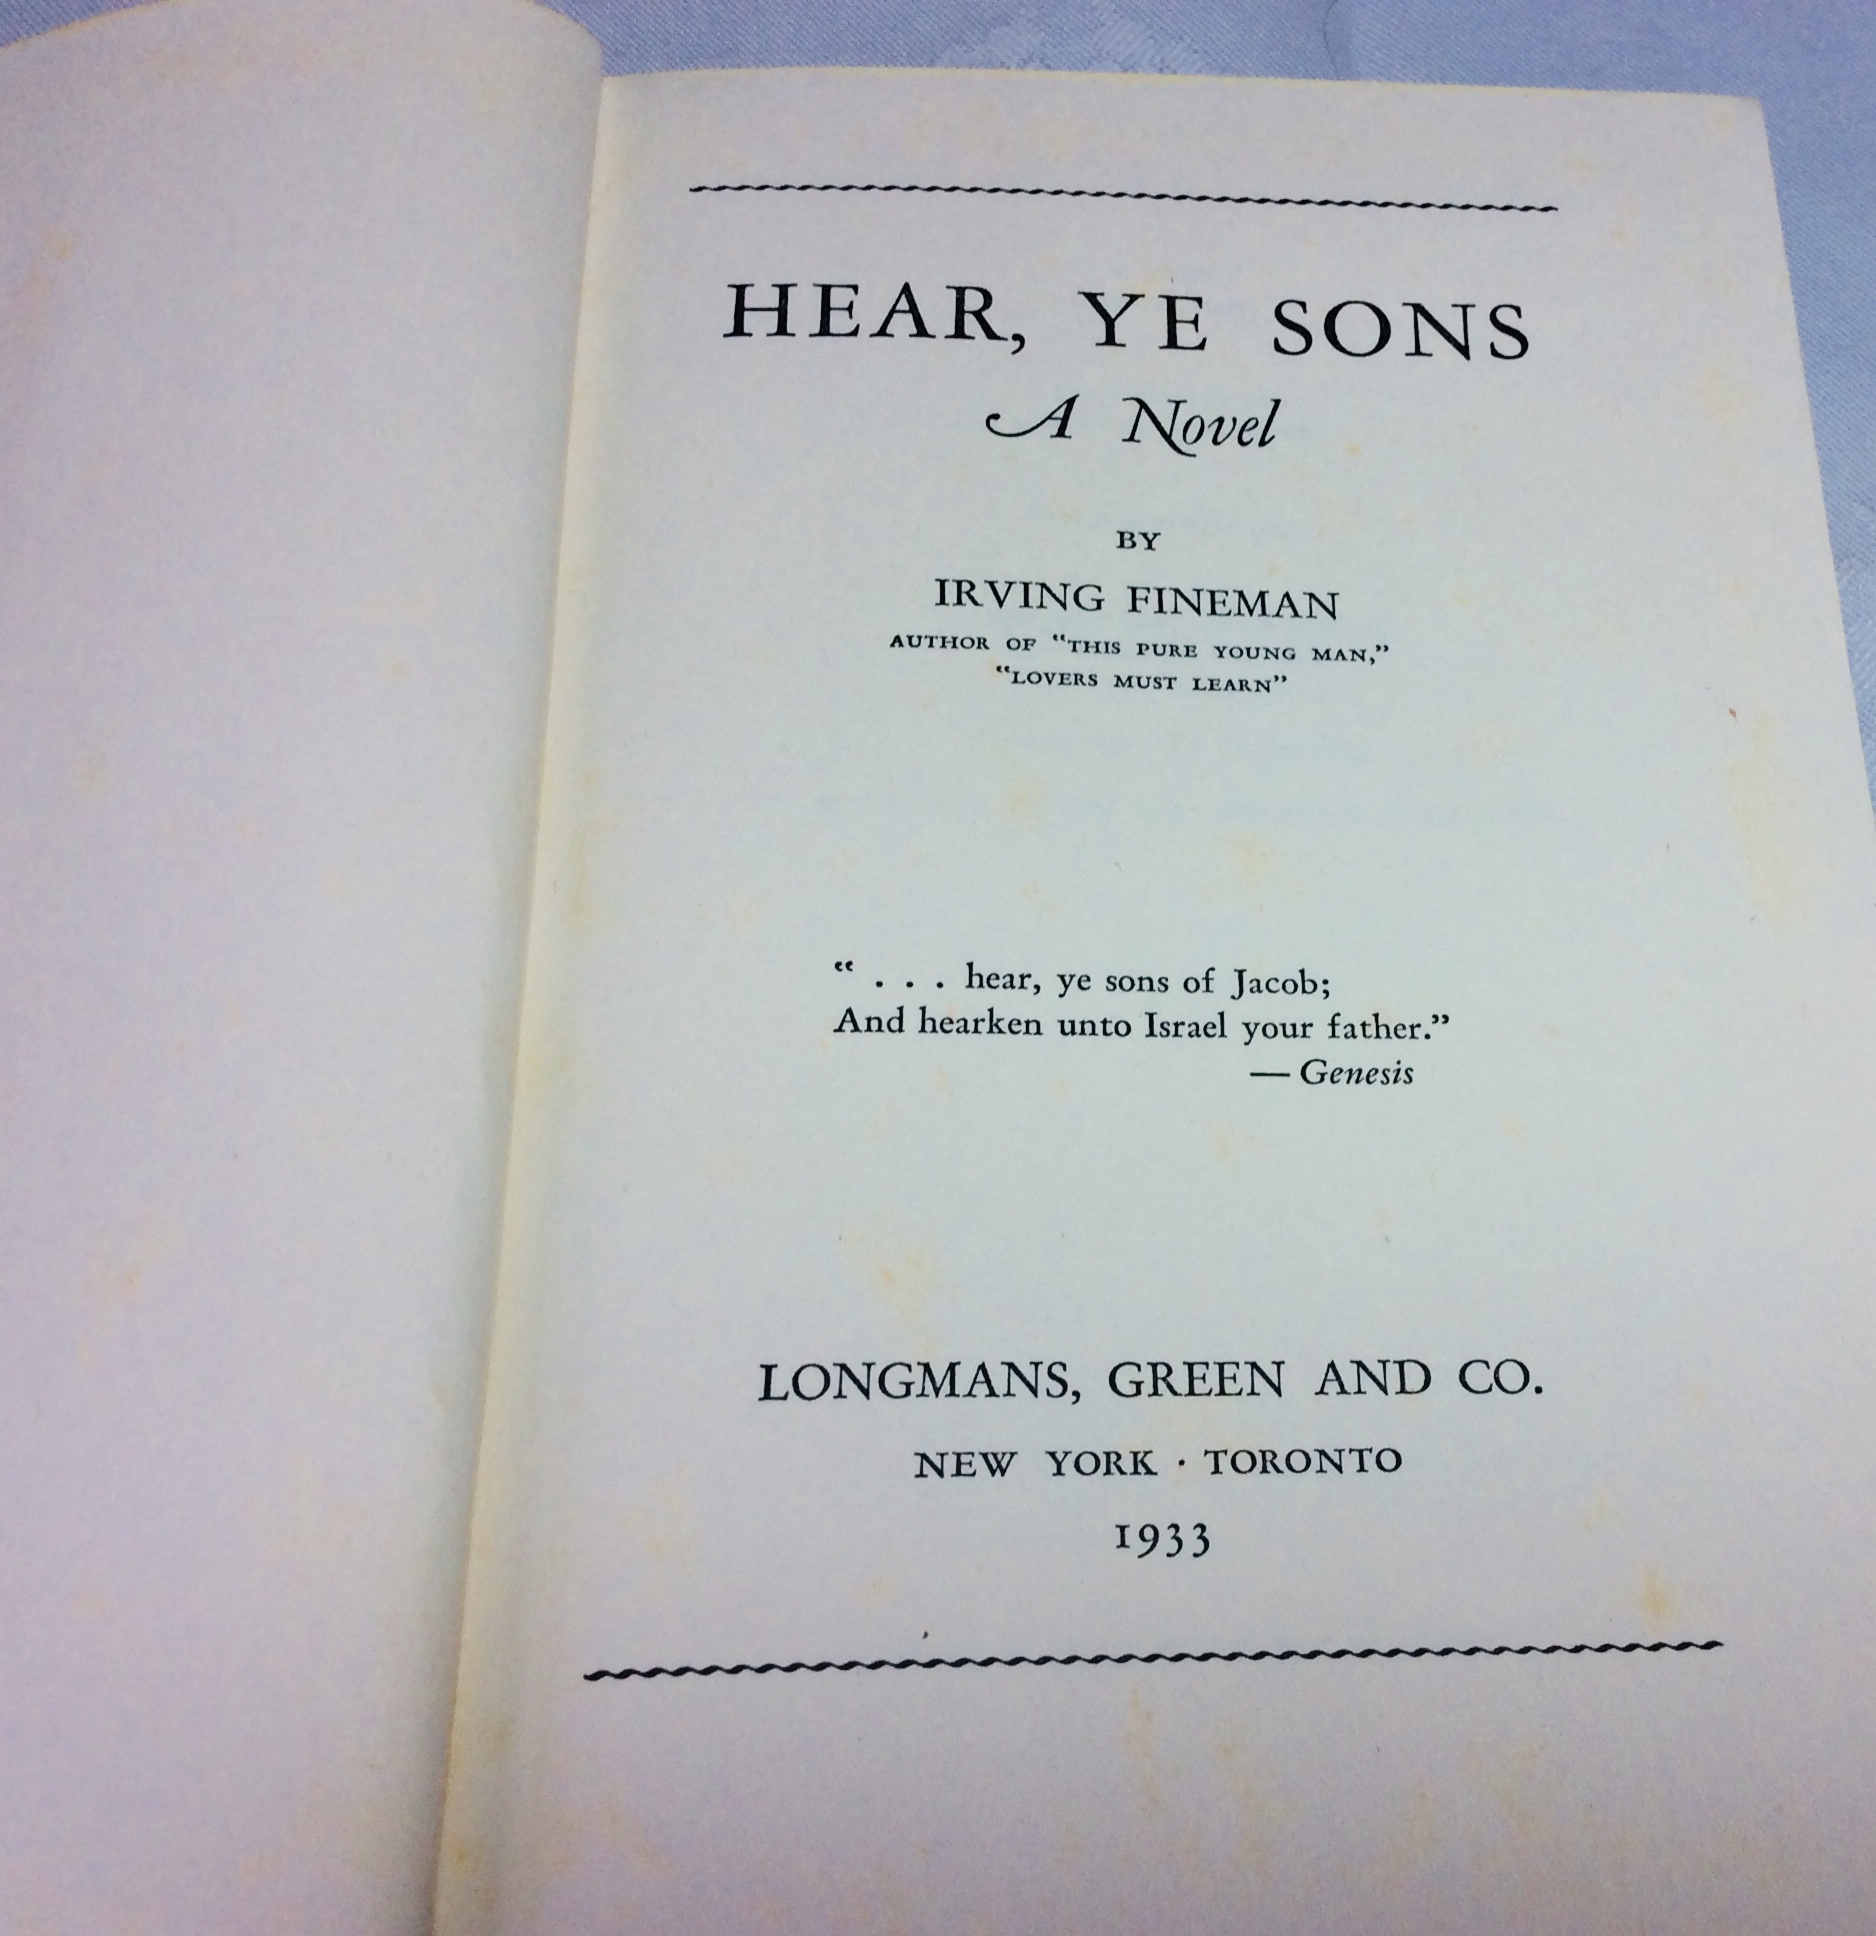 HEAR, YE SONS
A Novel
BY
IRVING FINEMAN
AUTHOR OF “THIS PURE YOUNG MAN,”
“LOVERS MUST LEARN”
“ . . . hear, ye sons of Jacob;
And hearken unto Israel your father.”
— Genesis
LONGMANS, GREEN AND CO.
NEW YORK · TORONTO
1933